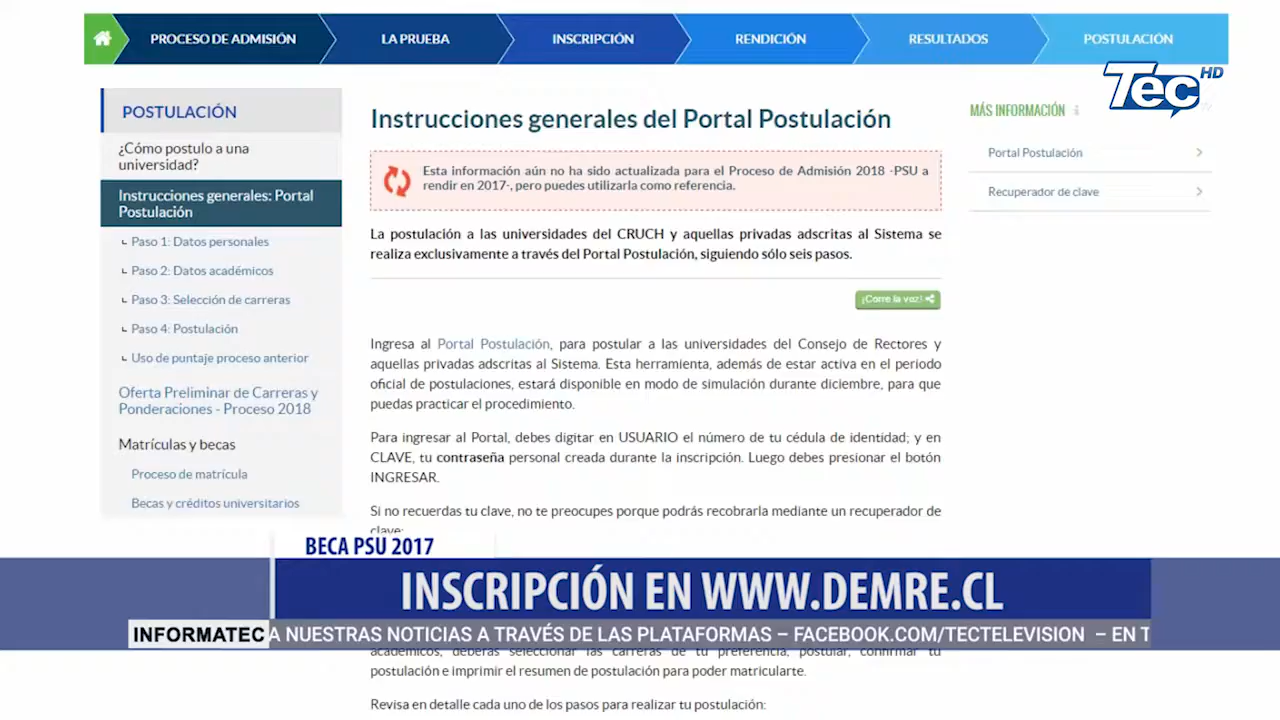 PROCESO DE ADMISIÓN
LA PRUEBA
INSCRIPCIÓN
RENDICIÓN
RESULTADOS
POSTULACIÓN
Tec HD
POSTULACIÓN
¿Cómo postulo a una
universidad?
Instrucciones generales: Portal
Postulación
Paso 1: Datos personales
Paso 2: Datos académicos
Paso 3: Selección de carreras
Paso 4: Postulación
Uso de puntaje proceso anterior
Oferta Preliminar de Carreras y
Ponderaciones - Proceso 2018
Matrículas y becas
Proceso de matrícula
Becas y créditos universitarios
Instrucciones generales del Portal Postulación
Esta información aún no ha sido actualizada para el Proceso de Admisión 2018 -PSU a
rendir en 2017-, pero puedes utilizarla como referencia.
La postulación a las universidades del CRUCH y aquellas privadas adscritas al Sistema se
realiza exclusivamente a través del Portal Postulación, siguiendo sólo seis pasos.
¡Corre la voz!
Ingresa al Portal Postulación, para postular a las universidades del Consejo de Rectores y
aquellas privadas adscritas al Sistema. Esta herramienta, además de estar activa en el periodo
oficial de postulaciones, estará disponible en modo de simulación durante diciembre, para que
puedas practicar el procedimiento.
Para ingresar al Portal, debes digitar en USUARIO el número de tu cédula de identidad; y en
CLAVE, tu contraseña personal creada durante la inscripción. Luego debes presionar el botón
INGRESAR.
Si no recuerdas tu clave, no te preocupes porque podrás recobrarla mediante un recuperador de
clave:
MÁS INFORMACIÓN
Portal Postulación
Recuperador de clave
BECA PSU 2017
INSCRIPCIÓN EN WWW.DEMRE.CL
INFORMATEC
A NUESTRAS NOTICIAS A TRAVÉS DE LAS PLATAFORMAS – FACEBOOK.COM/TECTELEVISION – EN T
académicos, deberás seleccionar las carreras de tu preferencia, postular, confirmar tu
postulación e imprimir el resumen de postulación para poder matricularte.
Revisa en detalle cada uno de los pasos para realizar tu postulación: